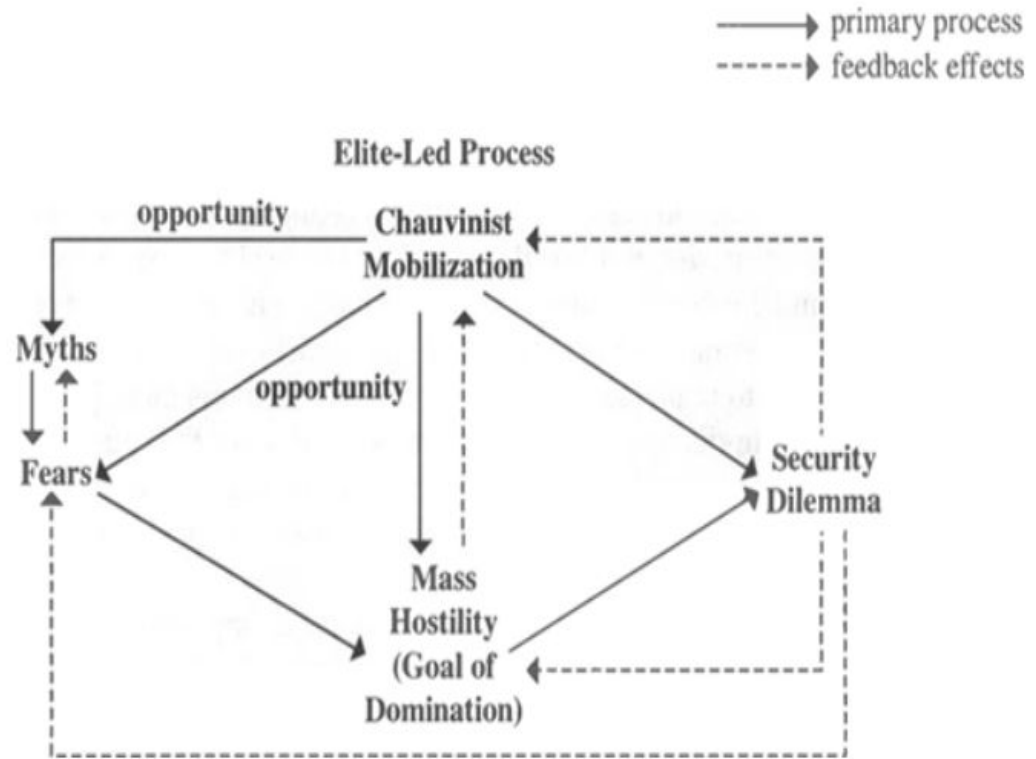 primary process
feedback effects
Elite-Led Process
opportunity
Chauvinist
Mobilization
Myths
opportunity
Fears
Security
Dilemma
Mass
Hostility
(Goal of
Domination)